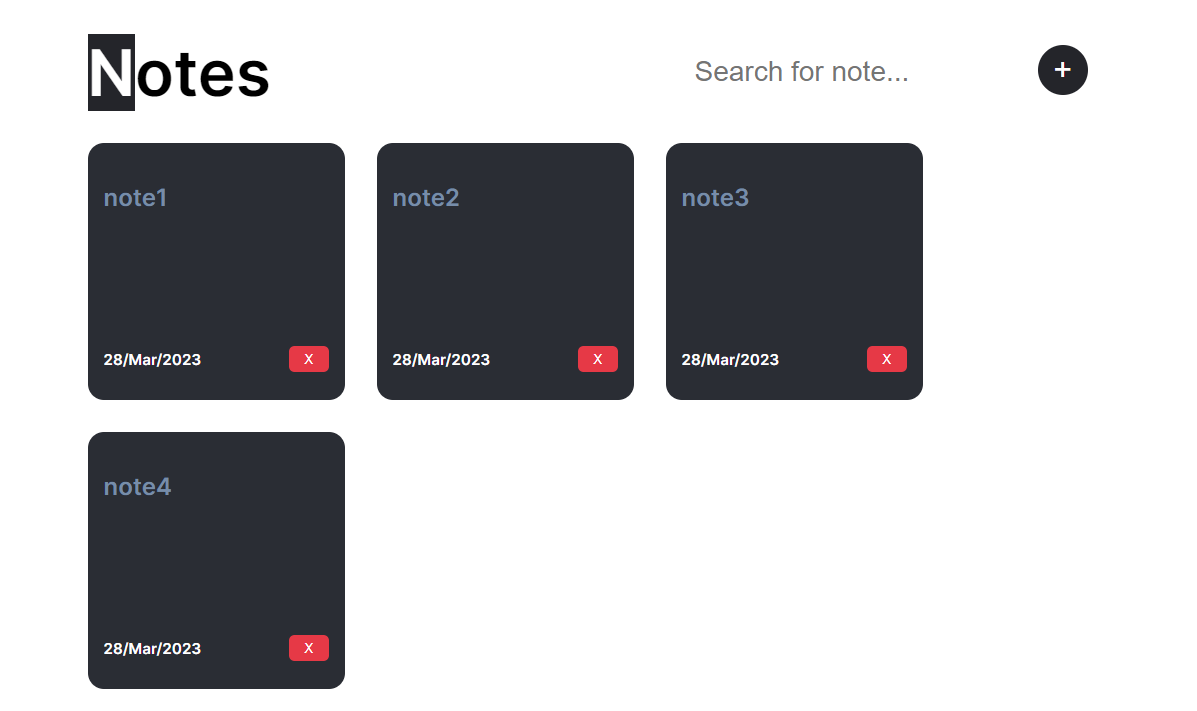 Notes
Search for note...
+
note1
28/Mar/2023
X
note2
28/Mar/2023
X
note3
28/Mar/2023
X
note4
28/Mar/2023
X